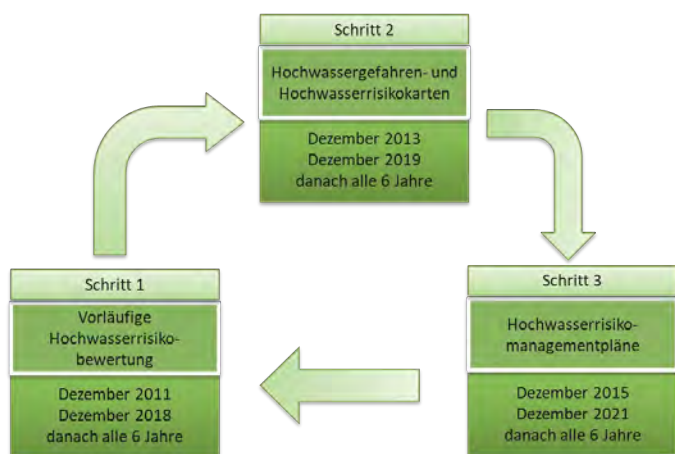 Schritt 2
Hochwassergefahren- und
Hochwasserrisikokarten
Dezember 2013
Dezember 2019
danach alle 6 Jahre
Schritt 1
Vorläufige
Hochwasserrisiko-
bewertung
Dezember 2011
Dezember 2018
danach alle 6 Jahre
Schritt 3
Hochwasserrisiko-
managementpläne
Dezember 2015
Dezember 2021
danach alle 6 Jahre